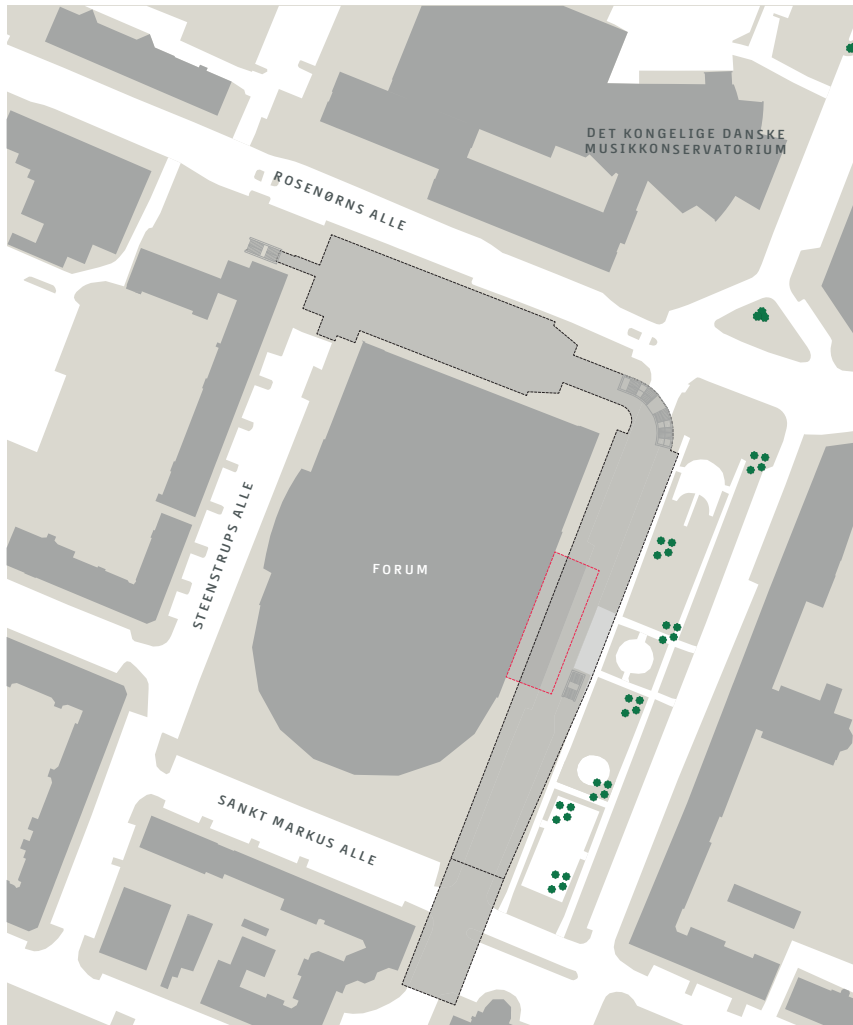 DET KONGELIGE DANSKE
MUSIKKONSERVATORIUM
ROSENØRNS ALLE
STEENSTRUPS ALLE
FORUM
SANKT MARKUS ALLE